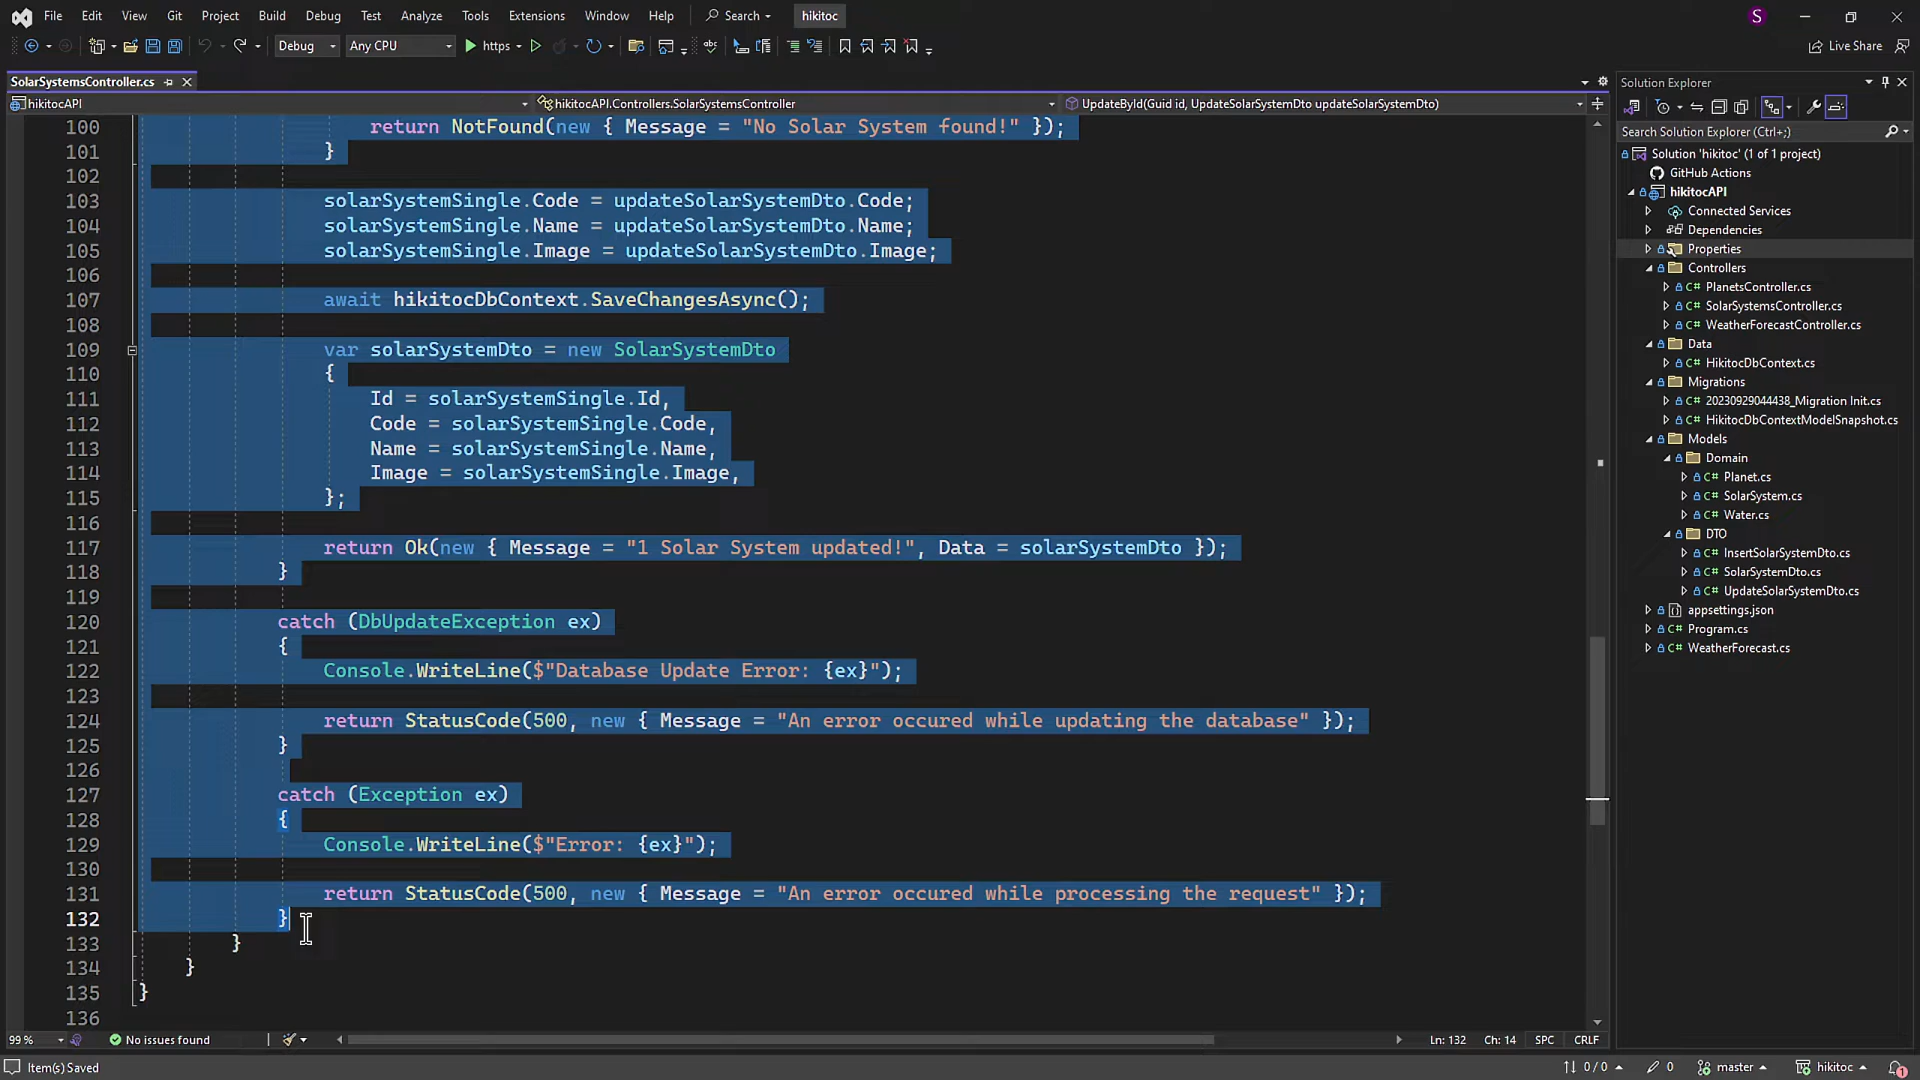 File Edit View Git Project Build Debug Test Analyze Tools Extensions Window Help Search hikitoc S
Debug Any CPU https Live Share
SolarSystemsController.cs
hikitocAPI hikitocAPI.Controllers.SolarSystemsController UpdateById(Guid id, UpdateSolarSystemDto updateSolarSystemDto)
100 return NotFound(new { Message = "No Solar System found!" });
101 }
102
103 solarSystemSingle.Code = updateSolarSystemDto.Code;
104 solarSystemSingle.Name = updateSolarSystemDto.Name;
105 solarSystemSingle.Image = updateSolarSystemDto.Image;
106
107 await hikitocDbContext.SaveChangesAsync();
108
109 var solarSystemDto = new SolarSystemDto
110 {
111 Id = solarSystemSingle.Id,
112 Code = solarSystemSingle.Code,
113 Name = solarSystemSingle.Name,
114 Image = solarSystemSingle.Image,
115 };
116
117 return Ok(new { Message = "1 Solar System updated!", Data = solarSystemDto });
118 }
119
120 catch (DbUpdateException ex)
121 {
122 Console.WriteLine($"Database Update Error: {ex}");
123
124 return StatusCode(500, new { Message = "An error occured while updating the database" });
125 }
126
127 catch (Exception ex)
128 {
129 Console.WriteLine($"Error: {ex}");
130
131 return StatusCode(500, new { Message = "An error occured while processing the request" });
132 }
133 }
134 }
135 }
136
99 % No issues found Ln: 132 Ch: 14 SPC CRLF
Solution Explorer
Search Solution Explorer (Ctrl+;)
Solution 'hikitoc' (1 of 1 project)
GitHub Actions
hikitocAPI
Connected Services
Dependencies
Properties
Controllers
C# PlanetsController.cs
C# SolarSystemsController.cs
C# WeatherForecastController.cs
Data
C# HikitocDbContext.cs
Migrations
C# 20230929044438_Migration Init.cs
C# HikitocDbContextModelSnapshot.cs
Models
Domain
C# Planet.cs
C# SolarSystem.cs
C# Water.cs
DTO
C# InsertSolarSystemDto.cs
C# SolarSystemDto.cs
C# UpdateSolarSystemDto.cs
appsettings.json
C# Program.cs
C# WeatherForecast.cs
Item(s) Saved 0 / 0 0 master hikitoc 1